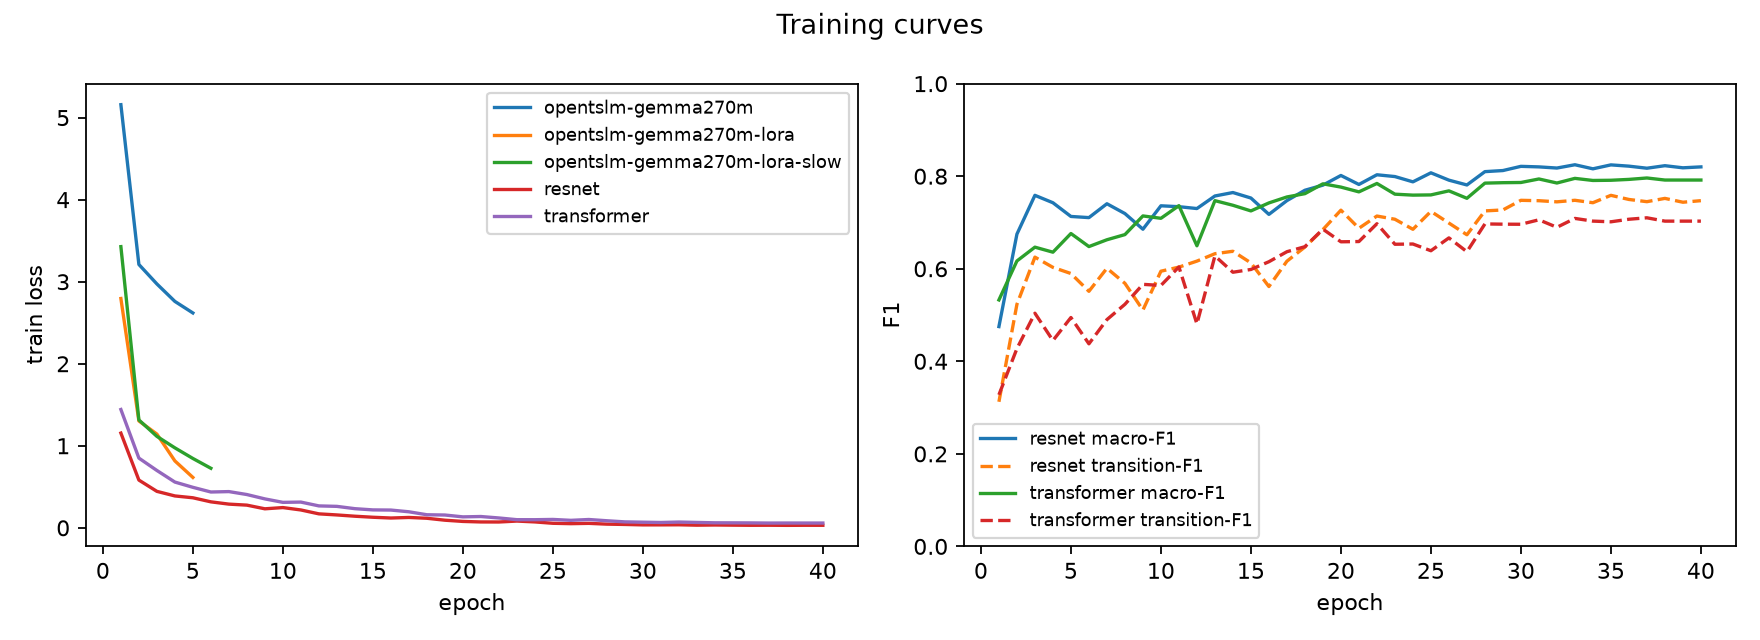 Training curves
train loss
5
4
3
2
1
0
opentslm-gemma270m
opentslm-gemma270m-lora
opentslm-gemma270m-lora-slow
resnet
transformer
0 5 10 15 20 25 30 35 40
epoch
F1
1.0
0.8
0.6
0.4
0.2
0.0
resnet macro-F1
resnet transition-F1
transformer macro-F1
transformer transition-F1
0 5 10 15 20 25 30 35 40
epoch